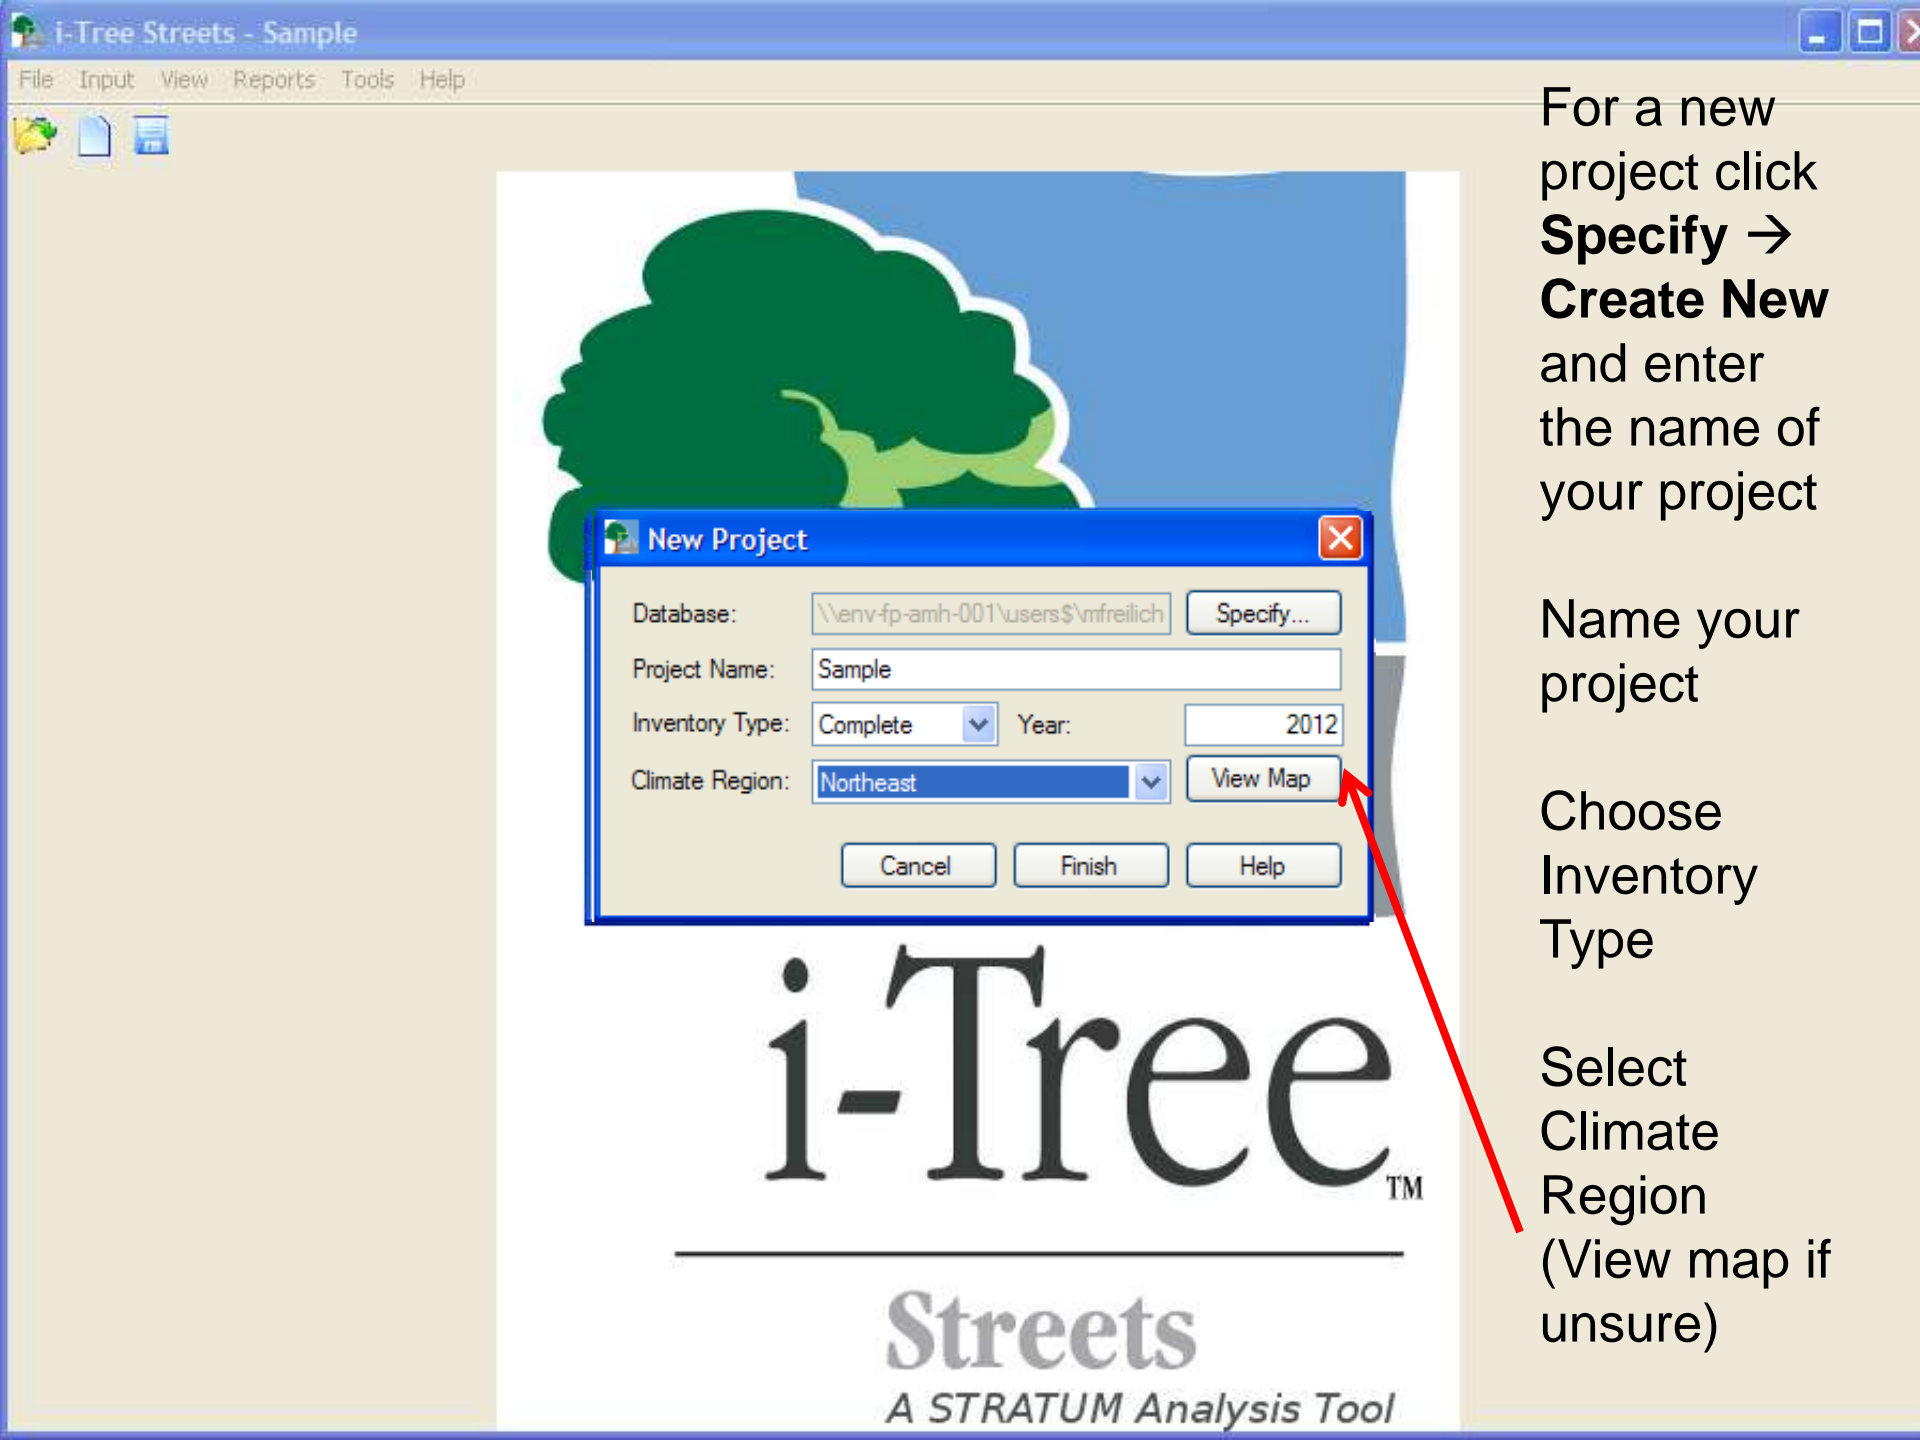 i-Tree Streets - Sample
File Input View Reports Tools Help
For a new
project click
Specify →
Create New
and enter
the name of
your project
Name your
project
Choose
Inventory
Type
Select
Climate
Region
(View map if
unsure)
New Project
Database: \\env-fp-amh-001\users$\mfreilich Specify...
Project Name: Sample
Inventory Type: Complete Year: 2012
Climate Region: Northeast View Map
Cancel Finish Help
i-Tree™
Streets
A STRATUM Analysis Tool